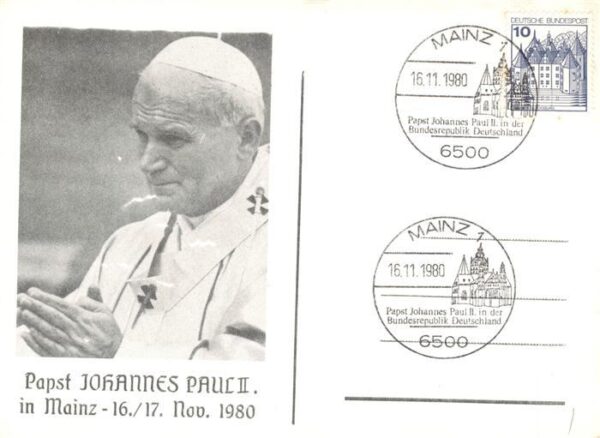 Papst JOHANNES PAUL II.
in Mainz - 16./17. Nov. 1980
DEUTSCHE BUNDESPOST
10
MAINZ 1
16.11.1980
Papst Johannes Paul II. in der
Bundesrepublik Deutschland
6500
MAINZ 1
16.11.1980
Papst Johannes Paul II. in der
Bundesrepublik Deutschland
6500